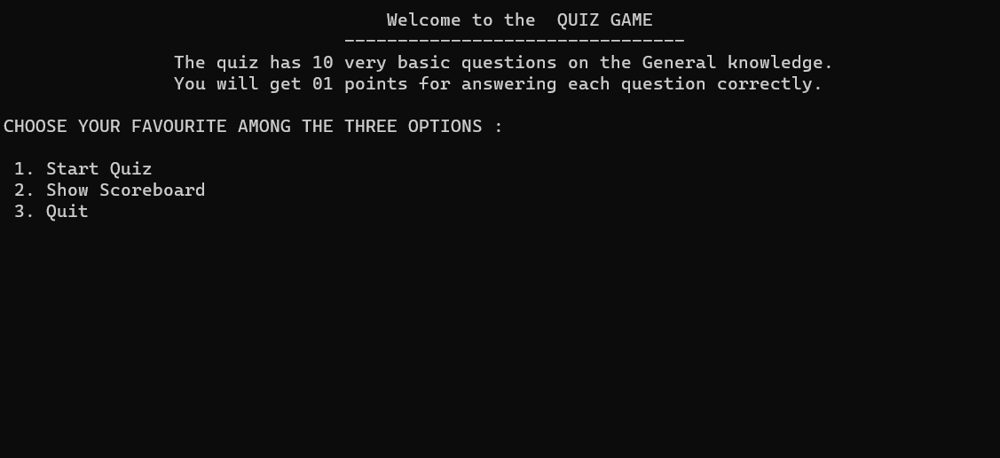 Welcome to the  QUIZ GAME
--------------------------------
The quiz has 10 very basic questions on the General knowledge.
You will get 01 points for answering each question correctly.
CHOOSE YOUR FAVOURITE AMONG THE THREE OPTIONS :
1. Start Quiz
2. Show Scoreboard
3. Quit